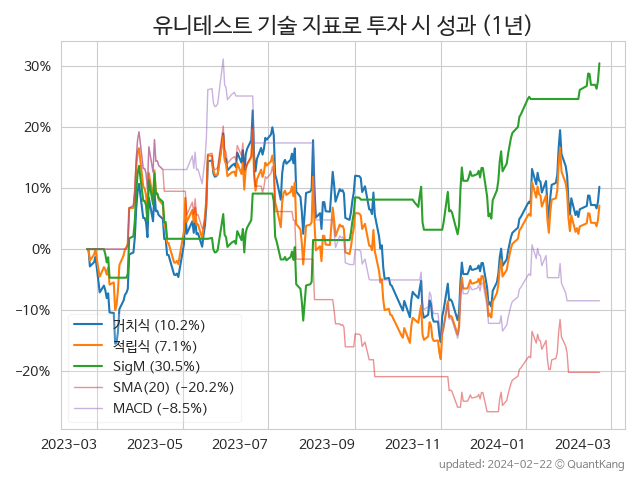 유니테스트 기술 지표로 투자 시 성과 (1년)
30%
20%
10%
0%
−10%
−20%
거치식 (10.2%)
적립식 (7.1%)
SigM (30.5%)
SMA(20) (−20.2%)
MACD (−8.5%)
2023-03 2023-05 2023-07 2023-09 2023-11 2024-01 2024-03
updated: 2024-02-22 ⓒ QuantKang